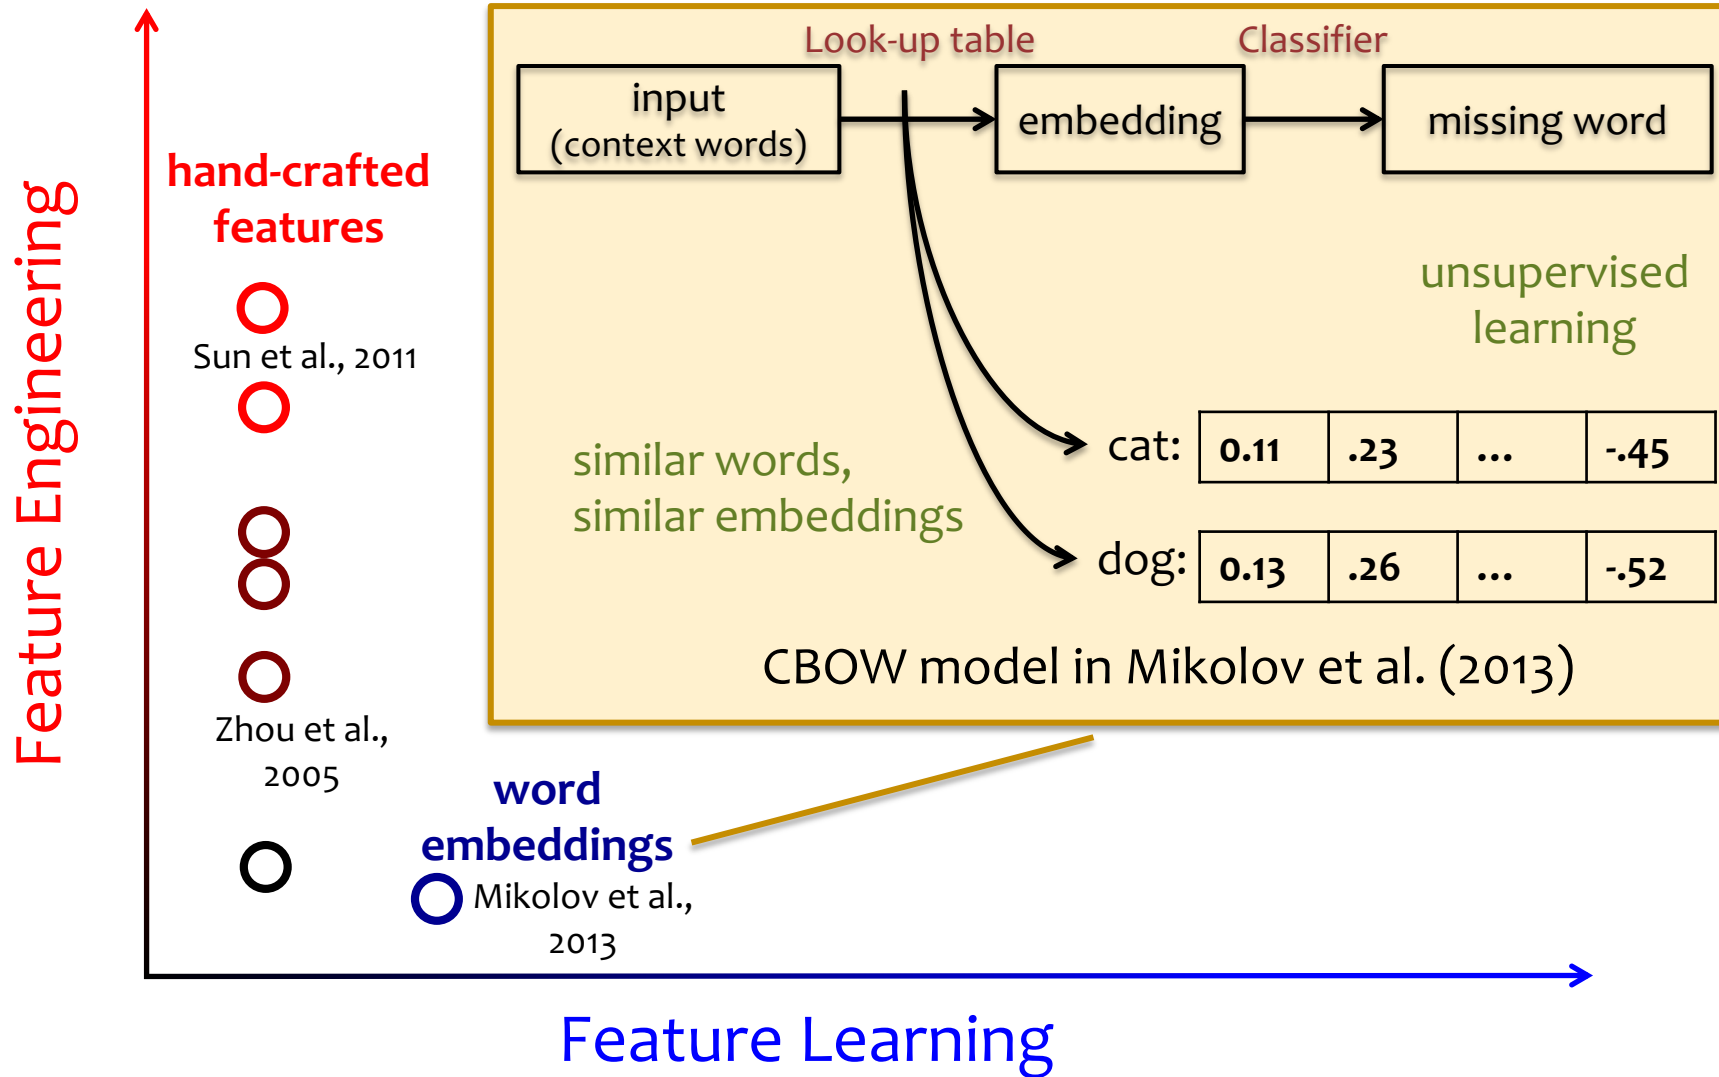 Feature Engineering
hand-crafted
features
Sun et al., 2011
Zhou et al.,
2005
word
embeddings
Mikolov et al.,
2013
Feature Learning
Look-up table
Classifier
input
(context words)
embedding
missing word
unsupervised
learning
similar words,
similar embeddings
cat: 0.11 .23 ... -.45
dog: 0.13 .26 ... -.52
CBOW model in Mikolov et al. (2013)